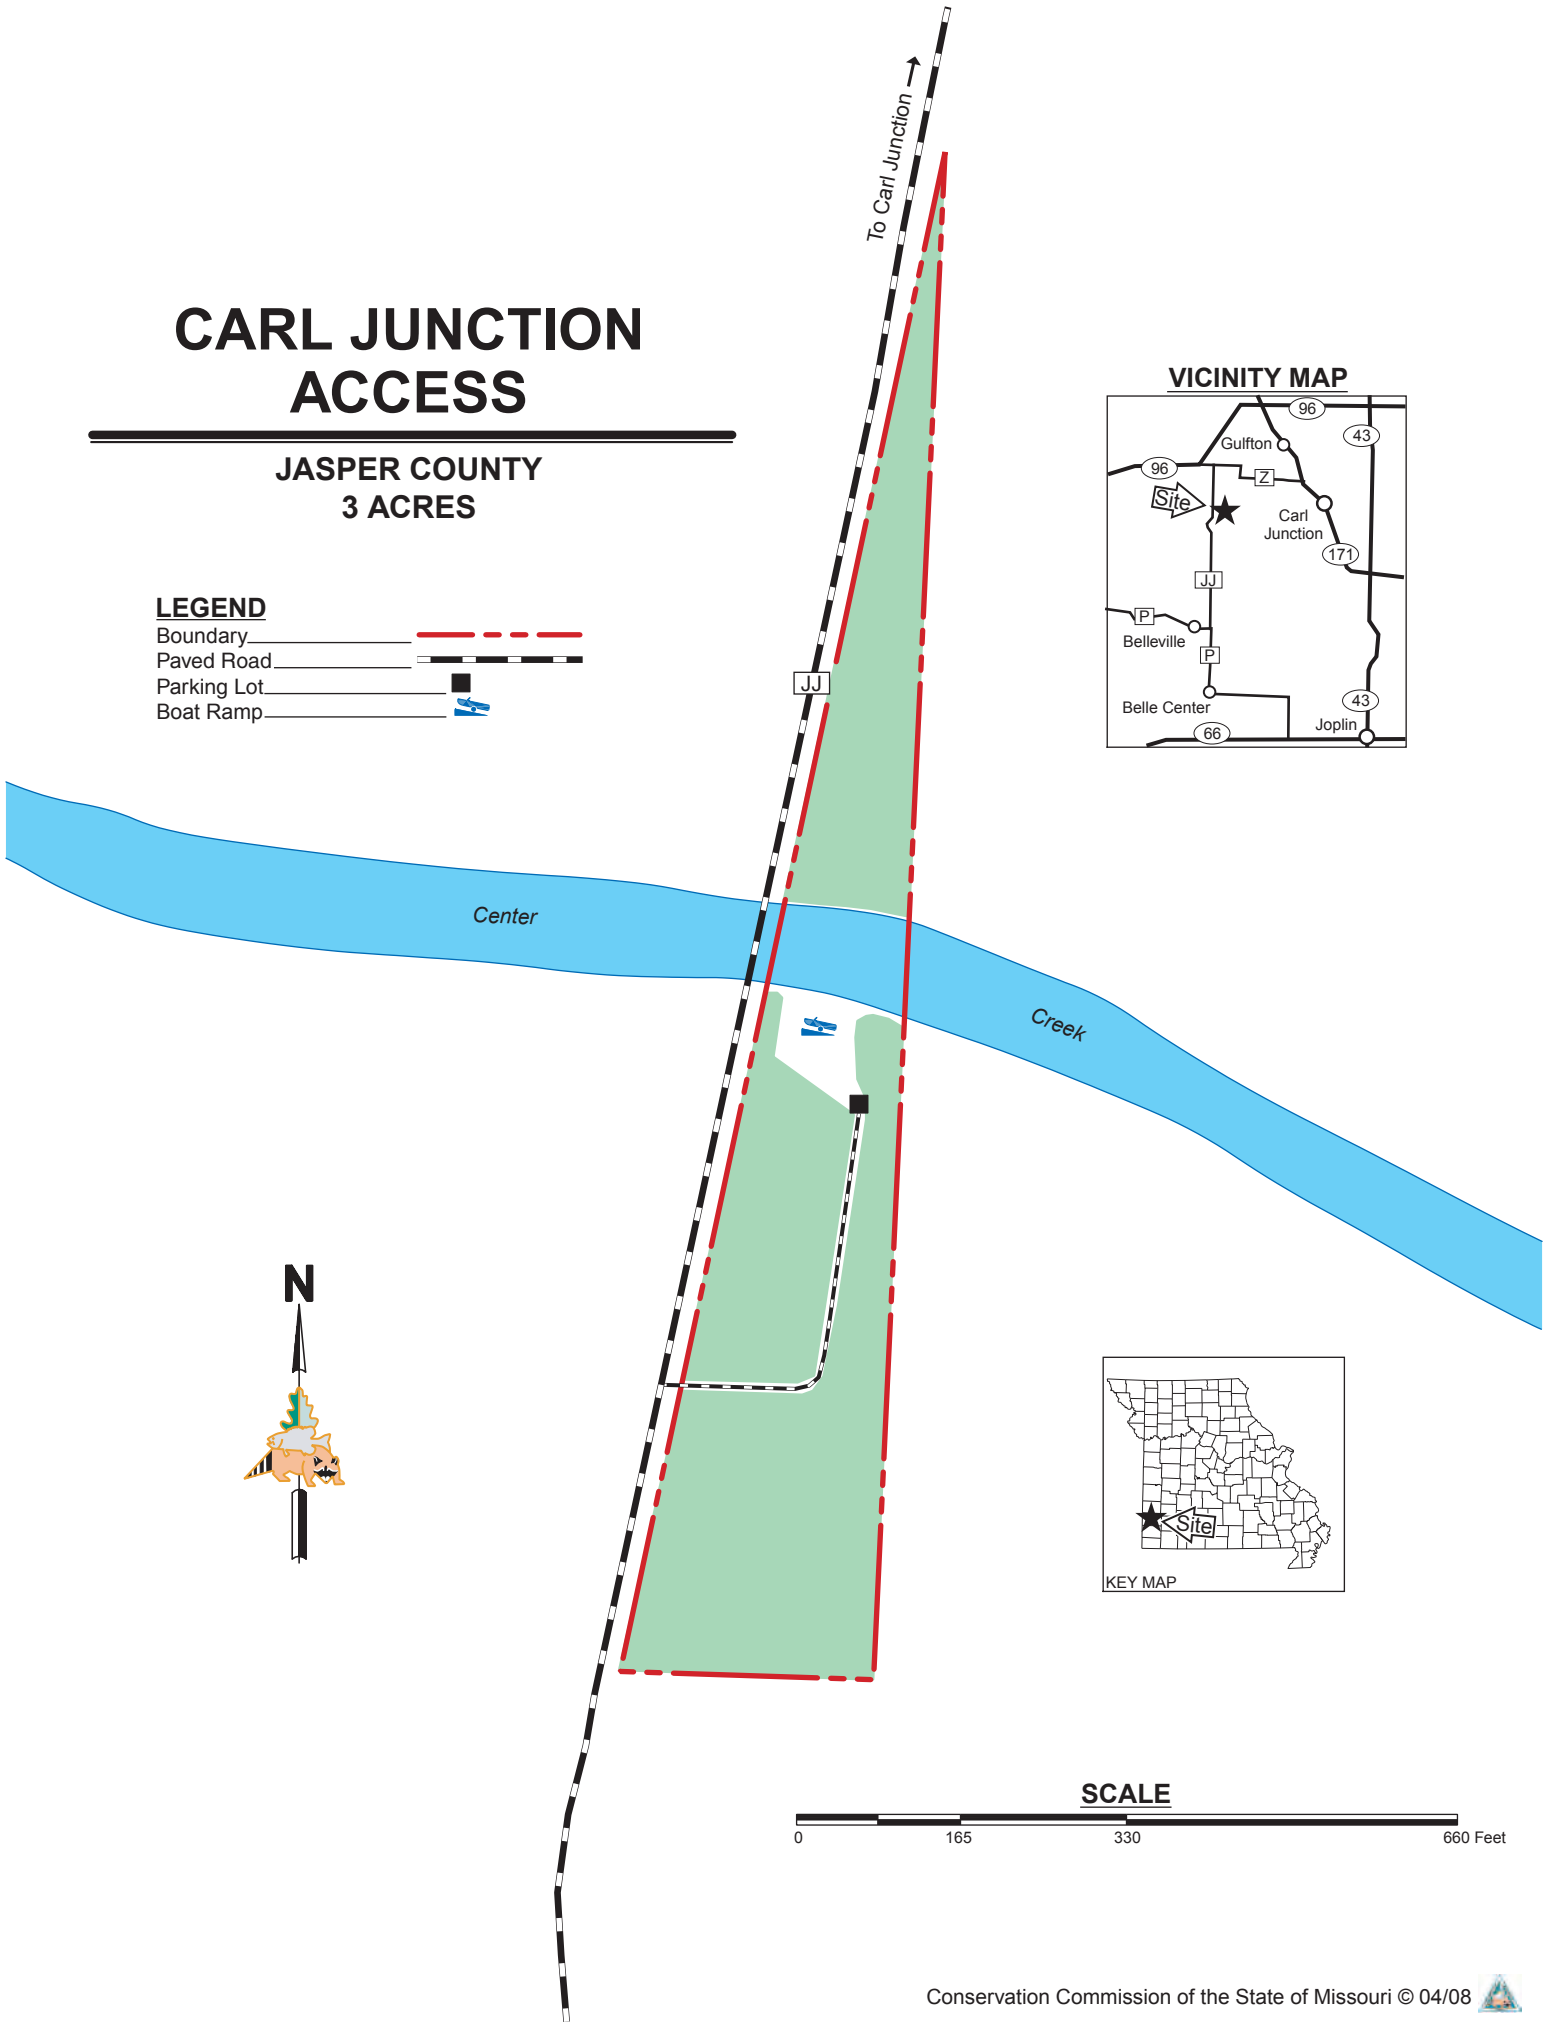 To Carl Junction
CARL JUNCTION
ACCESS
JASPER COUNTY
3 ACRES
LEGEND
Boundary
Paved Road
Parking Lot
Boat Ramp
VICINITY MAP
96
43
Gulfton
96
Z
Site
Carl
Junction
171
JJ
P
Belleville
P
Belle Center
43
Joplin
66
JJ
Center
Creek
N
Site
KEY MAP
SCALE
0 165 330 660 Feet
Conservation Commission of the State of Missouri © 04/08